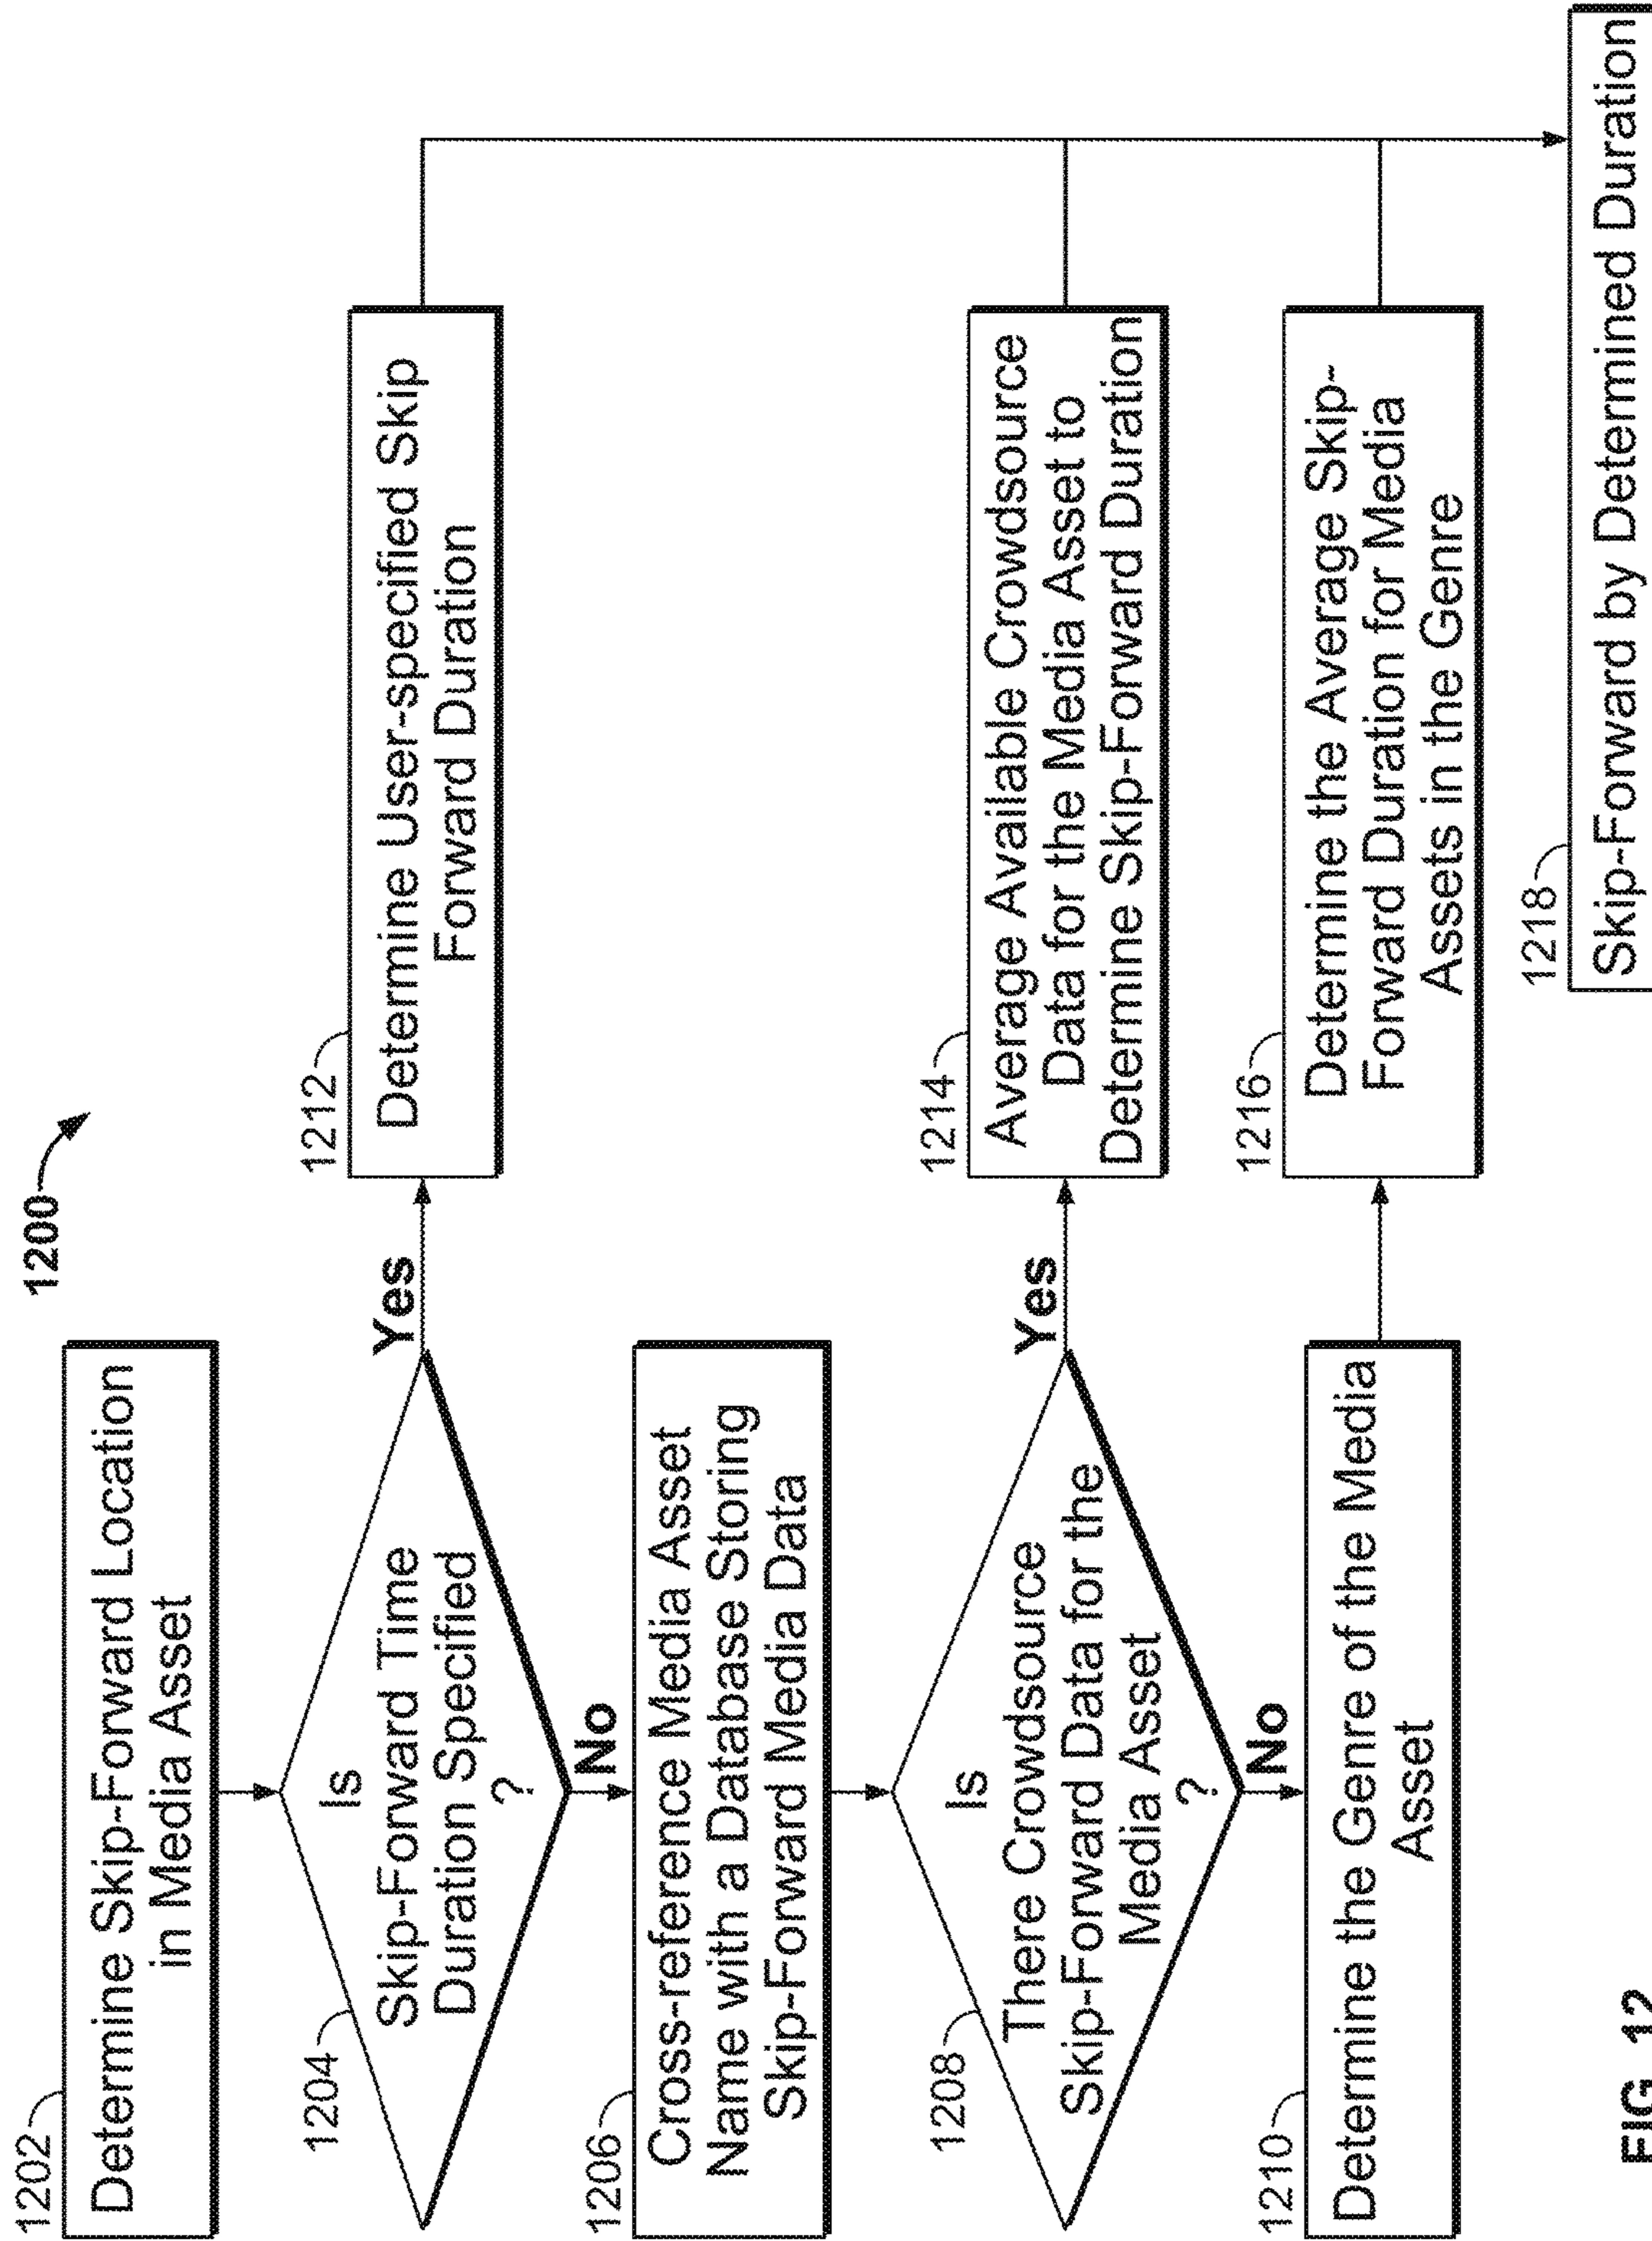 1200
1202
Determine Skip-Forward Location
in Media Asset
1204
Is
Skip-Forward Time
Duration Specified
?
Yes
No
1212
Determine User-specified Skip
Forward Duration
1206
Cross-reference Media Asset
Name with a Database Storing
Skip-Forward Media Data
1208
Is
There Crowdsource
Skip-Forward Data for the
Media Asset
?
Yes
No
1214
Average Available Crowdsource
Data for the Media Asset to
Determine Skip-Forward Duration
1210
Determine the Genre of the Media
Asset
1216
Determine the Average Skip-
Forward Duration for Media
Assets in the Genre
1218
Skip-Forward by Determined Duration
FIG. 12